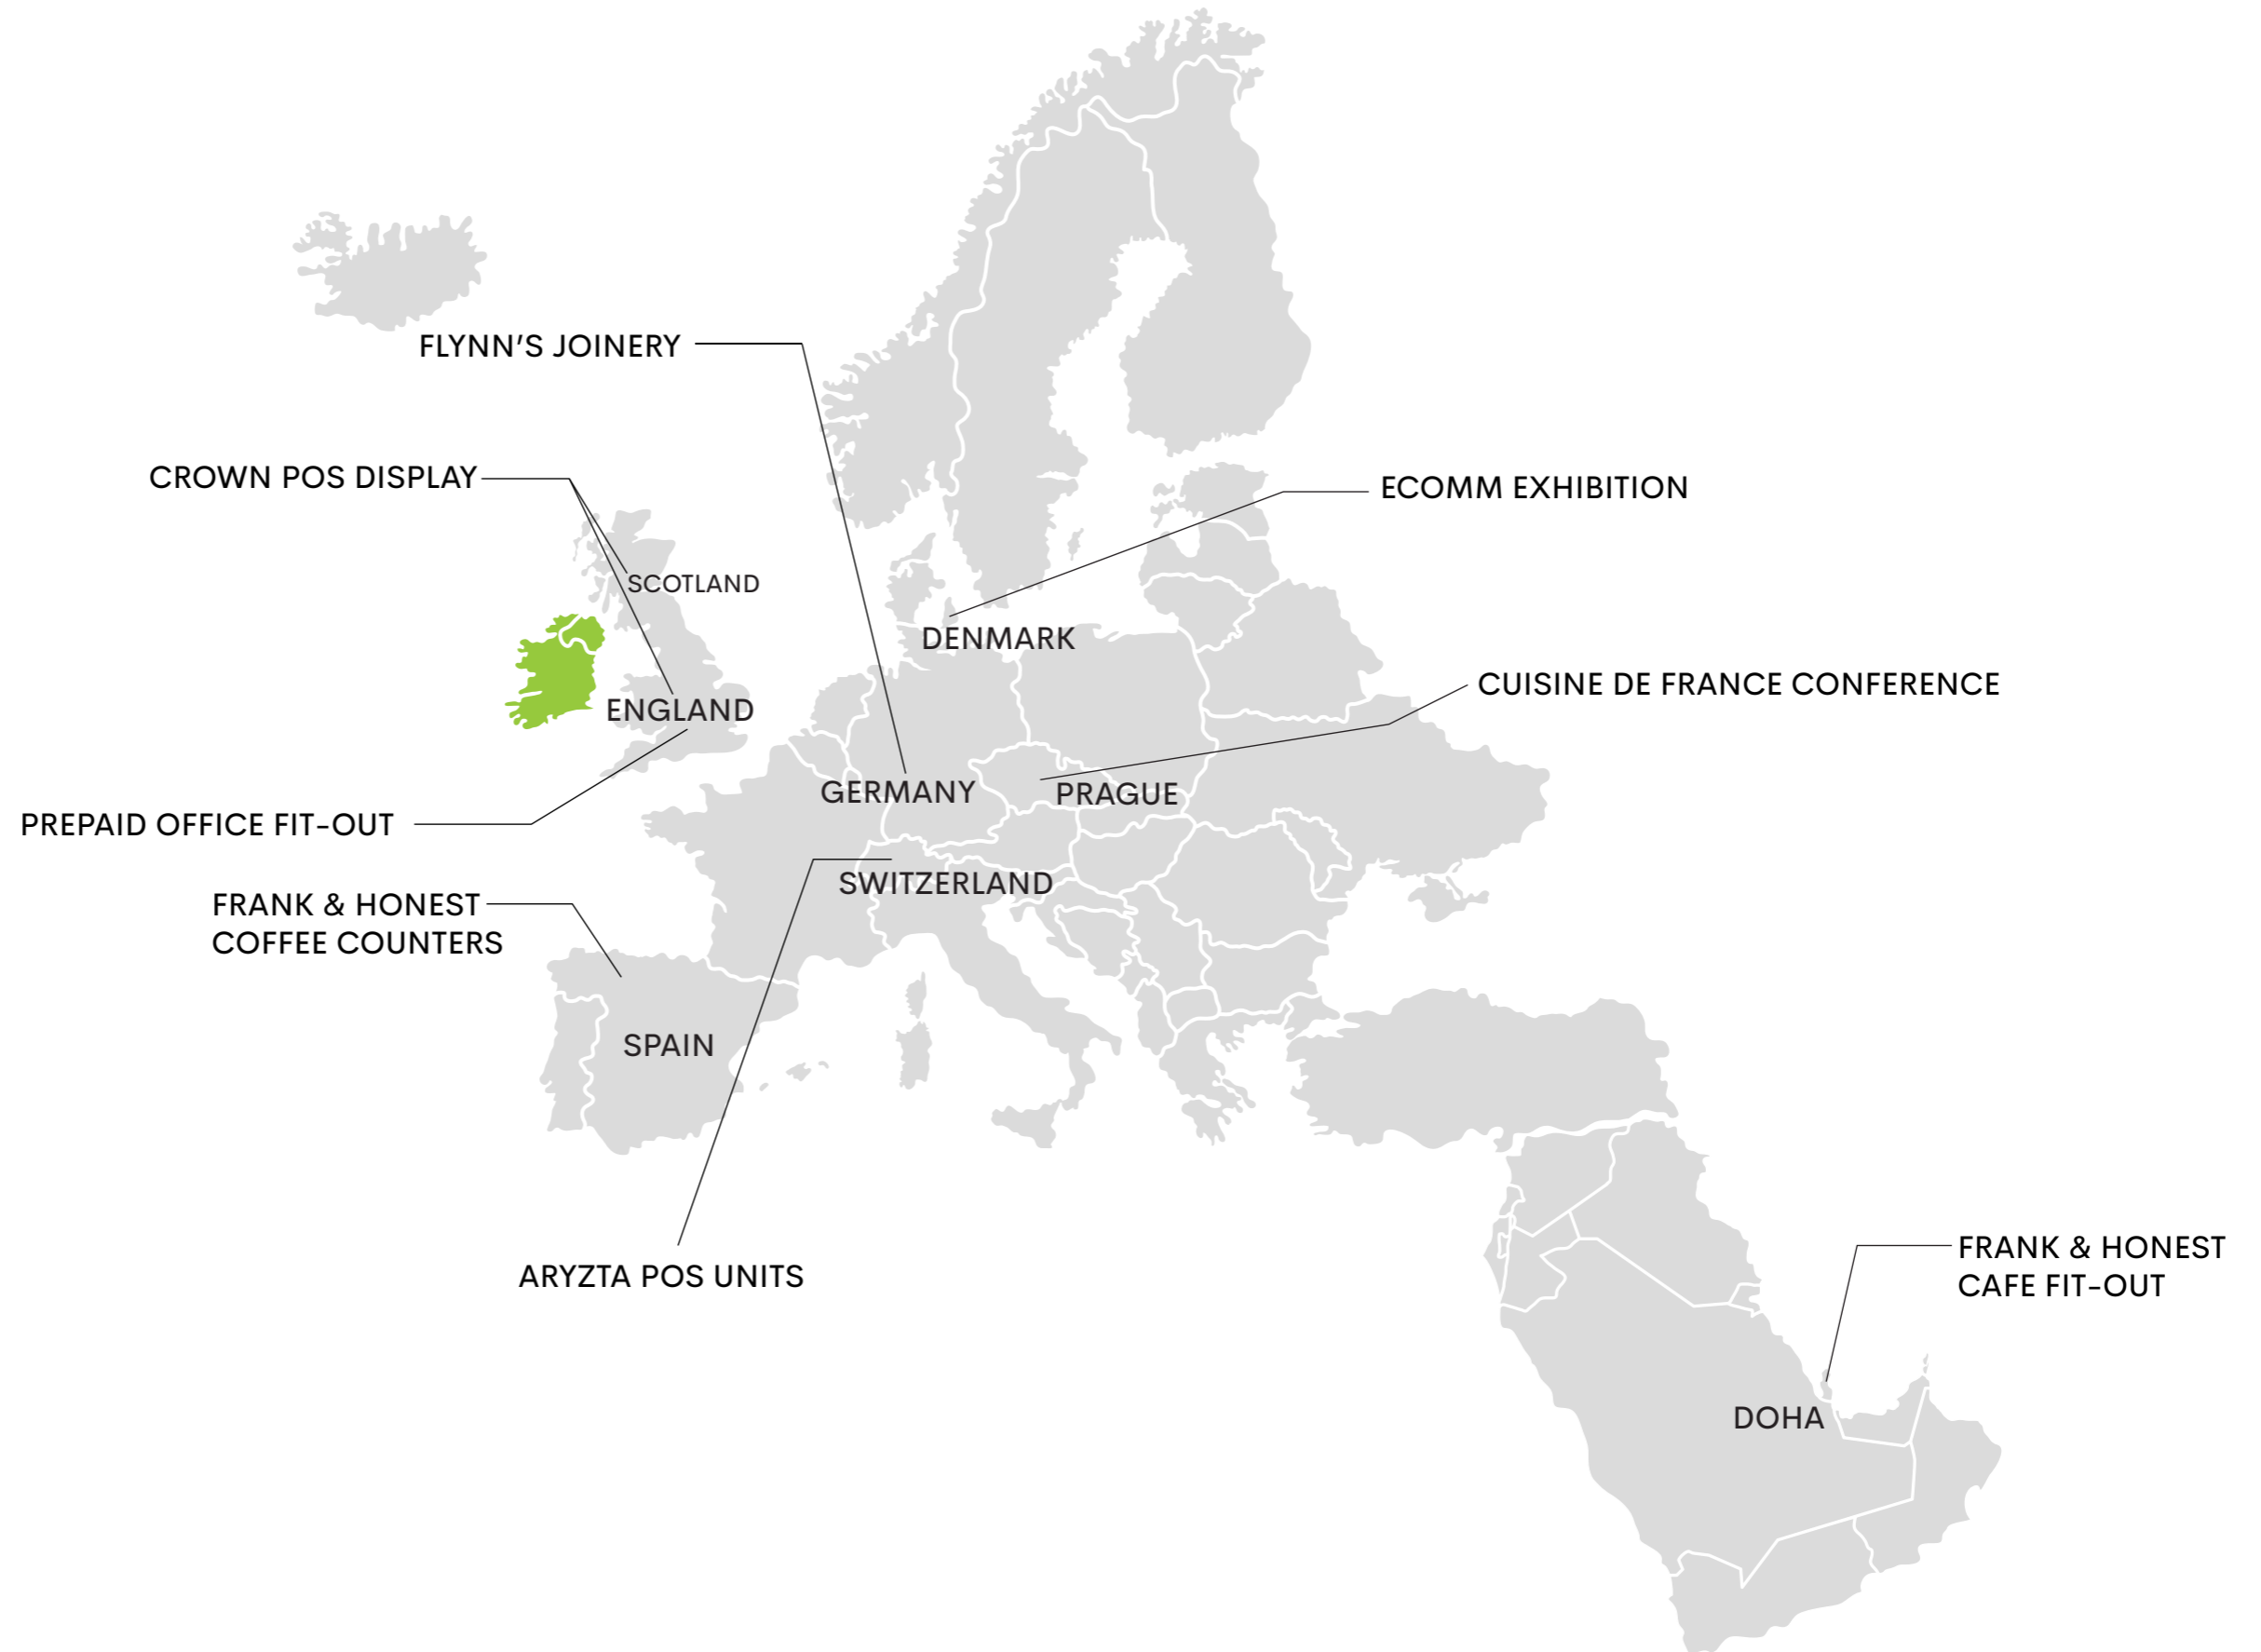 FLYNN'S JOINERY
CROWN POS DISPLAY
ECOMM EXHIBITION
SCOTLAND
DENMARK
CUISINE DE FRANCE CONFERENCE
ENGLAND
GERMANY
PRAGUE
PREPAID OFFICE FIT-OUT
SWITZERLAND
FRANK & HONEST
COFFEE COUNTERS
SPAIN
ARYZTA POS UNITS
FRANK & HONEST
CAFE FIT-OUT
DOHA